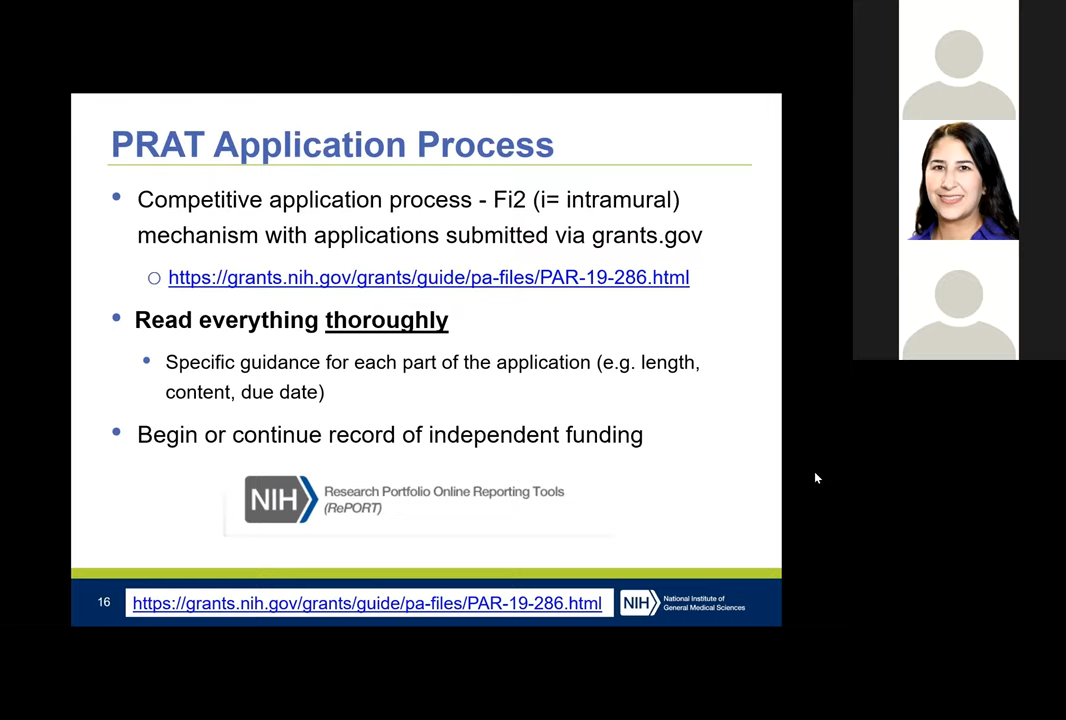 PRAT Application Process
• Competitive application process - Fi2 (i= intramural)
mechanism with applications submitted via grants.gov
○ https://grants.nih.gov/grants/guide/pa-files/PAR-19-286.html
• Read everything thoroughly
• Specific guidance for each part of the application (e.g. length,
content, due date)
• Begin or continue record of independent funding
NIH Research Portfolio Online Reporting Tools
(RePORT)
16 https://grants.nih.gov/grants/guide/pa-files/PAR-19-286.html NIH National Institute of
General Medical Sciences